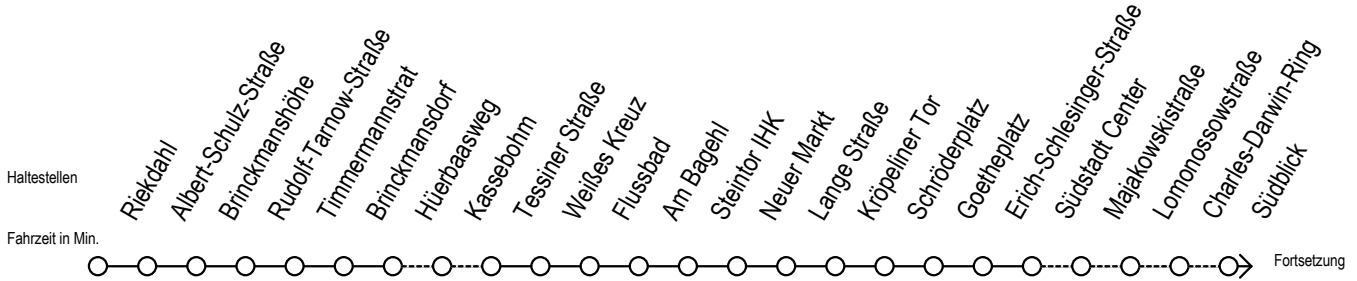 Haltestellen
Riekdahl
Albert-Schulz-Straße
Brinckmanshöhe
Rudolf-Tarnow-Straße
Timmermannstrat
Brinckmansdorf
Hüerbaasweg
Kassebohm
Tessiner Straße
Weißes Kreuz
Flussbad
Am Bagehl
Steintor IHK
Neuer Markt
Lange Straße
Kröpeliner Tor
Schröderplatz
Goetheplatz
Erich-Schlesinger-Straße
Südstadt Center
Majakowskistraße
Lomonossowstraße
Charles-Darwin-Ring
Südblick
Fahrzeit in Min.
Fortsetzung